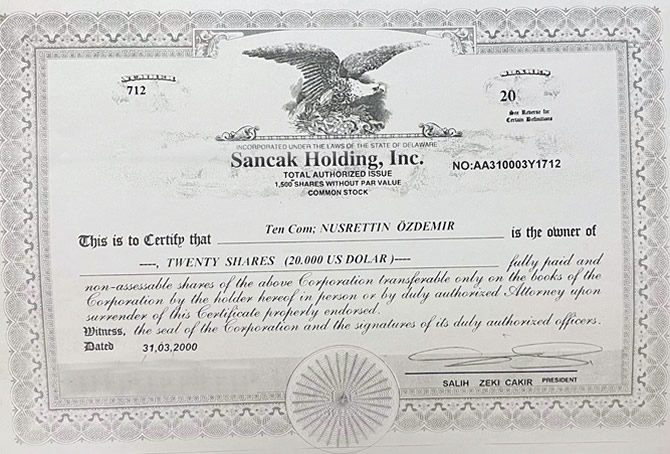 NUMBER
712
SHARES
20
See Reverse for
Certain Definitions
INCORPORATED UNDER THE LAWS OF THE STATE OF DELAWARE
Sancak Holding, Inc.
NO:AA310003Y1712
TOTAL AUTHORIZED ISSUE
1,500 SHARES WITHOUT PAR VALUE
COMMON STOCK
This is to Certify that Ten Com; NUSRETTIN ÖZDEMIR is the owner of
----, TWENTY SHARES (20.000 US DOLAR)---- fully paid and
non-assessable shares of the above Corporation transferable only on the books of the
Corporation by the holder hereof in person or by duly authorized Attorney upon
surrender of this Certificate properly endorsed.
Witness, the seal of the Corporation and the signatures of its duly authorized officers.
Dated 31,03,2000
SALIH ZEKI CAKIR PRESIDENT